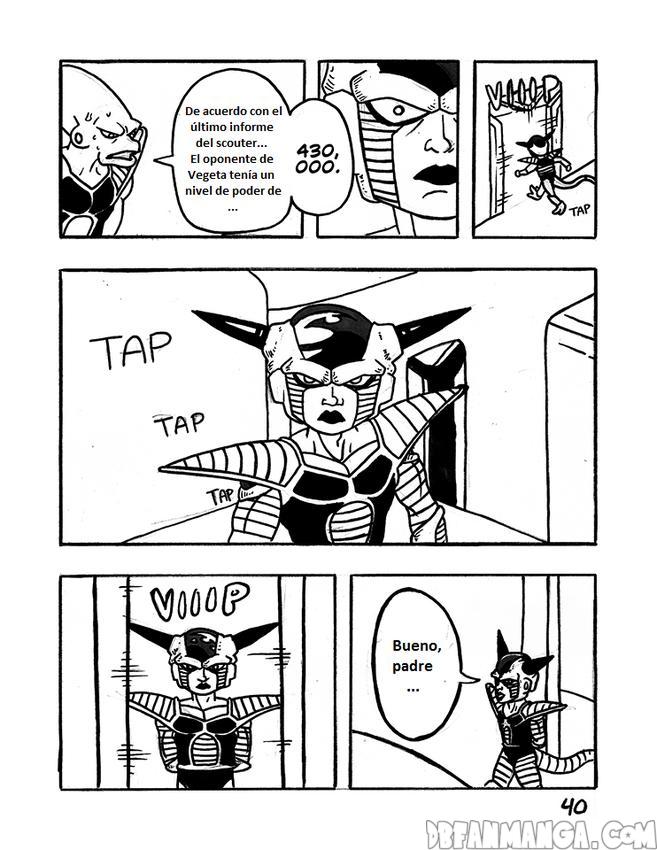 De acuerdo con el
último informe
del scouter...
El oponente de
Vegeta tenía un
nivel de poder de
...
430,
000.
VIIIP
TAP
TAP
TAP
TAP
VIIIP
Bueno,
padre
...
40
DBFANMANGA.COM